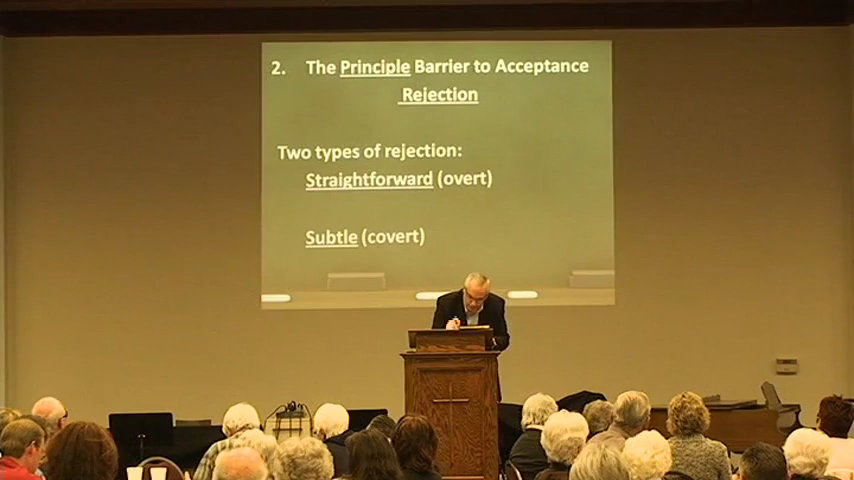 2. The Principle Barrier to Acceptance
Rejection
Two types of rejection:
Straightforward (overt)
Subtle (covert)